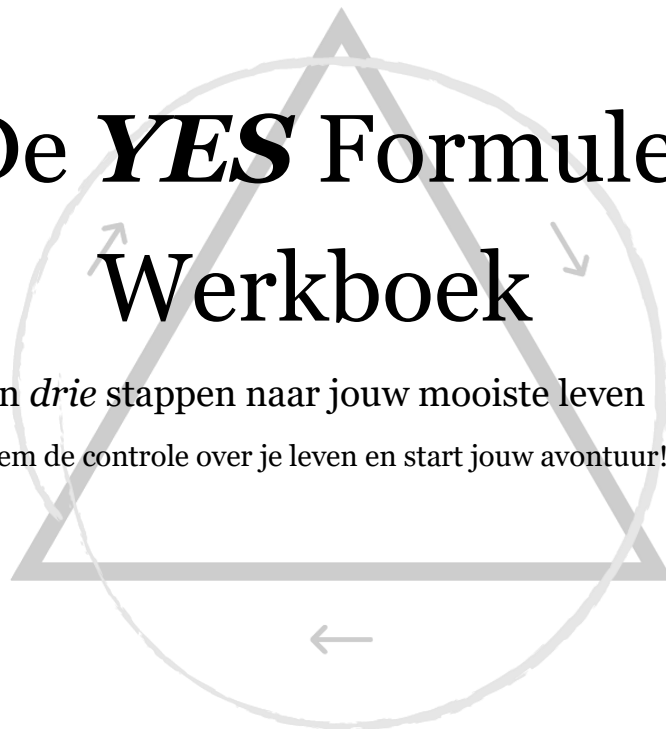 De YES Formule
Werkboek
n drie stappen naar jouw mooiste leven
em de controle over je leven en start jouw avontuur!